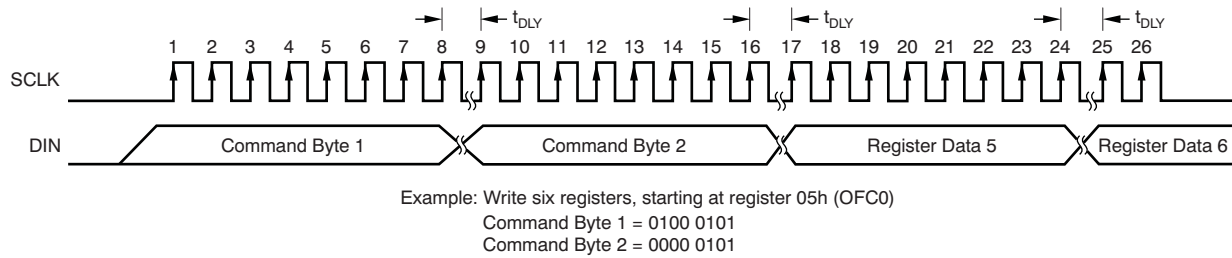 tDLY tDLY tDLY
1 2 3 4 5 6 7 8 9 10 11 12 13 14 15 16 17 18 19 20 21 22 23 24 25 26
SCLK
DIN Command Byte 1 Command Byte 2 Register Data 5 Register Data 6
Example: Write six registers, starting at register 05h (OFC0)
Command Byte 1 = 0100 0101
Command Byte 2 = 0000 0101